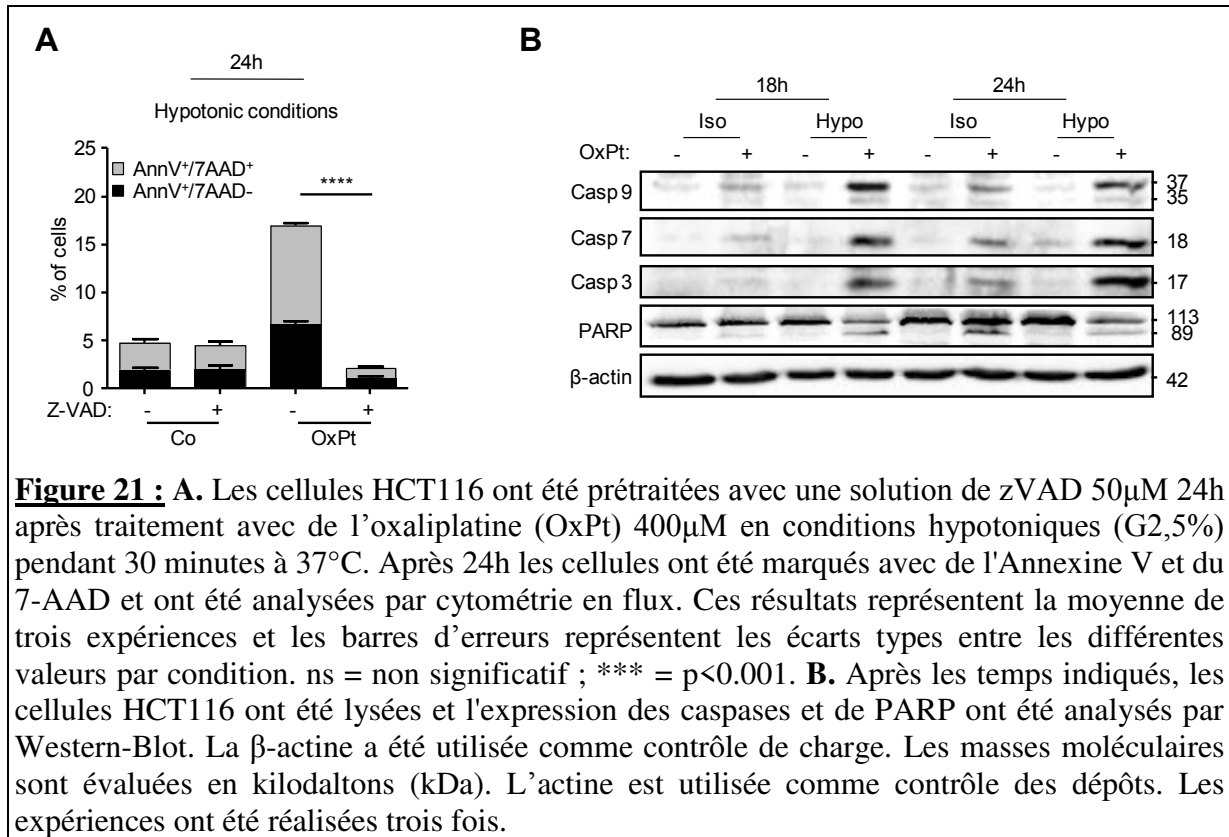 A
24h
Hypotonic conditions
25
20
15
10
5
0
% of cells
AnnV+/7AAD+
AnnV+/7AAD-
****
Z-VAD: - + - +
Co OxPt
B
18h 24h
Iso Hypo Iso Hypo
OxPt: - + - + - + - +
Casp 9 37
35
Casp 7 18
Casp 3 17
PARP 113
89
β-actin 42
Figure 21 : A. Les cellules HCT116 ont été prétraitées avec une solution de zVAD 50µM 24h
après traitement avec de l’oxaliplatine (OxPt) 400µM en conditions hypotoniques (G2,5%)
pendant 30 minutes à 37°C. Après 24h les cellules ont été marqués avec de l'Annexine V et du
7-AAD et ont été analysées par cytométrie en flux. Ces résultats représentent la moyenne de
trois expériences et les barres d’erreurs représentent les écarts types entre les différentes
valeurs par condition. ns = non significatif ; *** = p<0.001. B. Après les temps indiqués, les
cellules HCT116 ont été lysées et l'expression des caspases et de PARP ont été analysés par
Western-Blot. La β-actine a été utilisée comme contrôle de charge. Les masses moléculaires
sont évaluées en kilodaltons (kDa). L’actine est utilisée comme contrôle des dépôts. Les
expériences ont été réalisées trois fois.